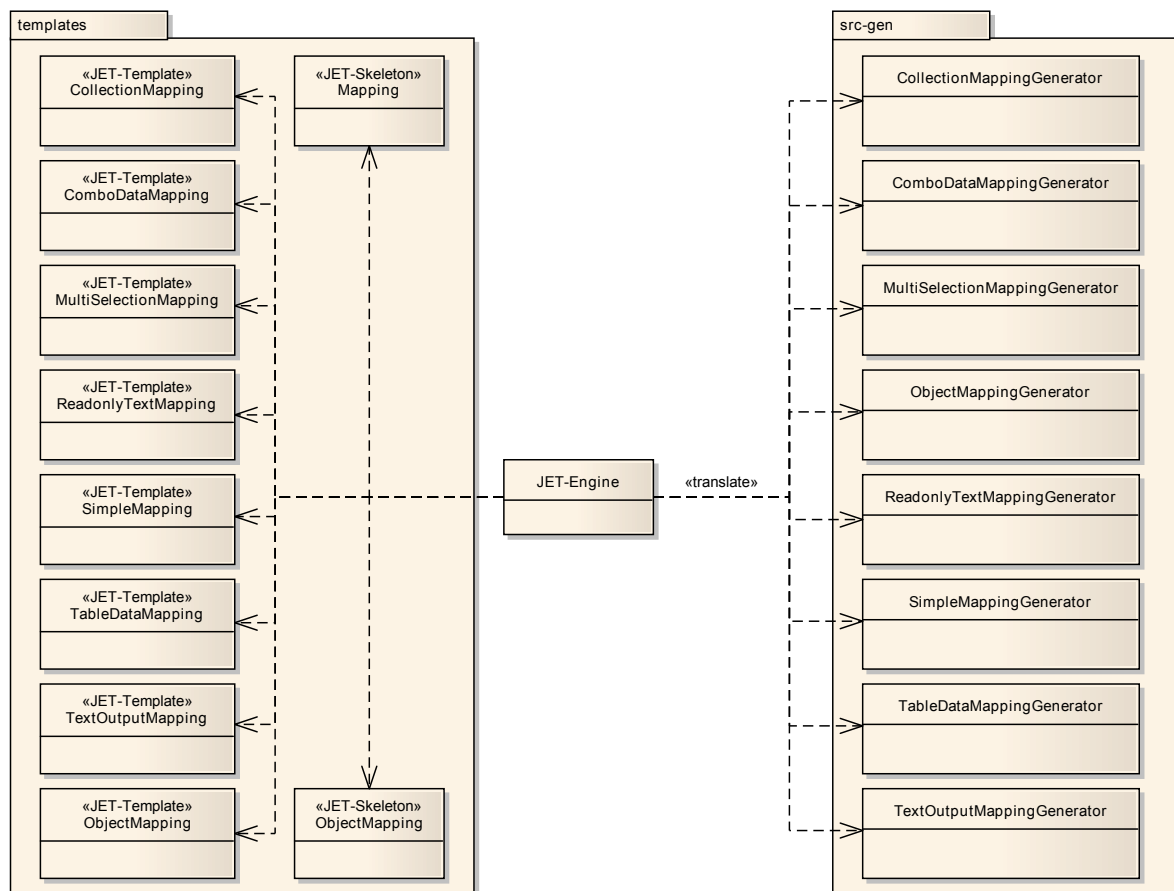 templates
«JET-Template»
CollectionMapping
«JET-Skeleton»
Mapping
«JET-Template»
ComboDataMapping
«JET-Template»
MultiSelectionMapping
«JET-Template»
ReadonlyTextMapping
«JET-Template»
SimpleMapping
«JET-Template»
TableDataMapping
«JET-Template»
TextOutputMapping
«JET-Template»
ObjectMapping
«JET-Skeleton»
ObjectMapping
JET-Engine
«translate»
src-gen
CollectionMappingGenerator
ComboDataMappingGenerator
MultiSelectionMappingGenerator
ObjectMappingGenerator
ReadonlyTextMappingGenerator
SimpleMappingGenerator
TableDataMappingGenerator
TextOutputMappingGenerator